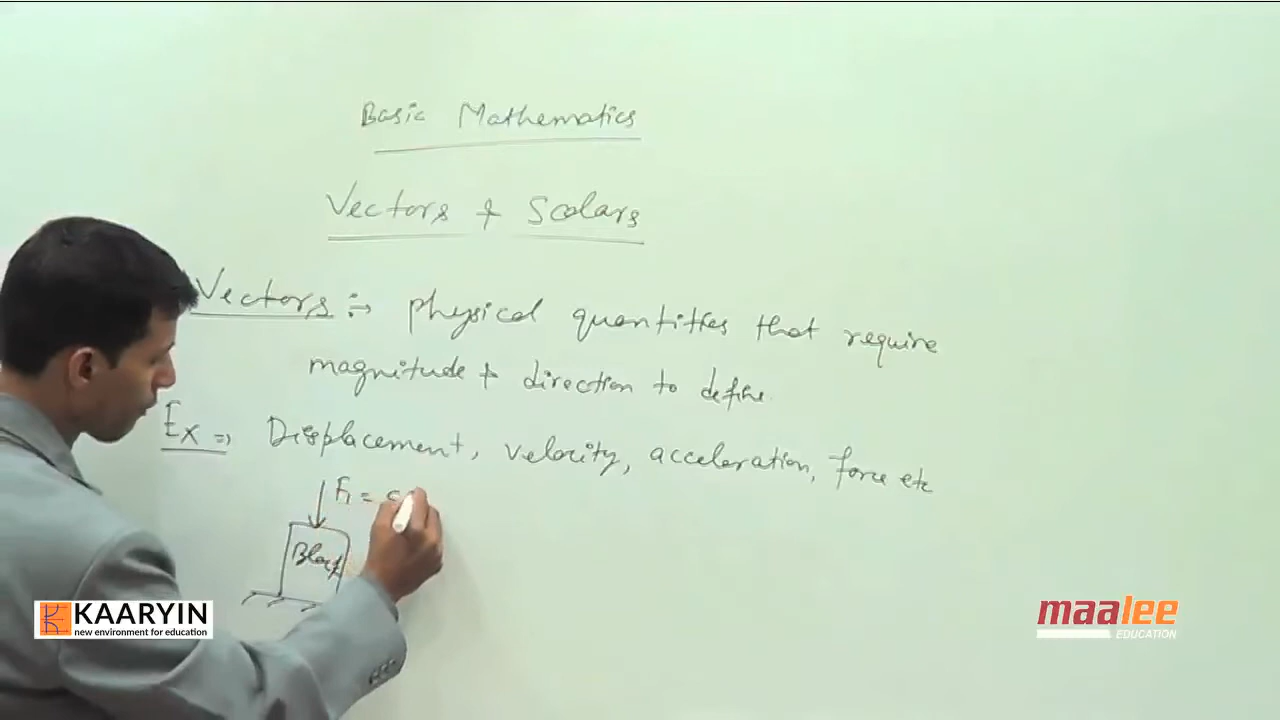 Basic Mathematics
Vectors & Scalars
Vectors :→ physical quantities that require
magnitude & direction to define.
Ex ⇒ Displacement, velocity, acceleration, force etc
F₁ =
Block
KAARYIN
new environment for education
maalee
EDUCATION